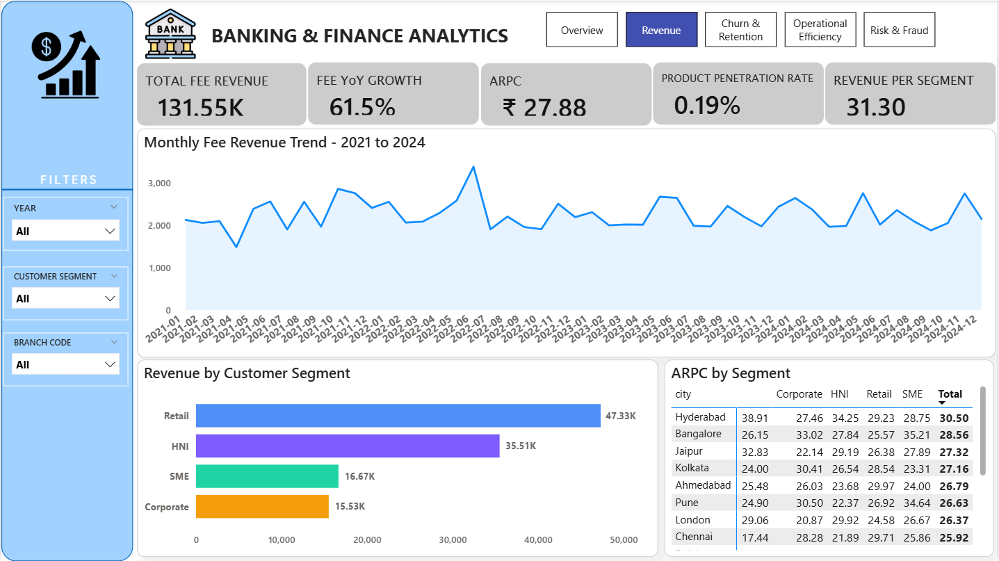 BANK
BANKING & FINANCE ANALYTICS
Overview
Revenue
Churn &
Retention
Operational
Efficiency
Risk & Fraud
$
FILTERS
YEAR
All
CUSTOMER SEGMENT
All
BRANCH CODE
All
TOTAL FEE REVENUE
131.55K
FEE YoY GROWTH
61.5%
ARPC
₹ 27.88
PRODUCT PENETRATION RATE
0.19%
REVENUE PER SEGMENT
31.30
Monthly Fee Revenue Trend - 2021 to 2024
3,000
2,000
1,000
0
2021-01 2021-02 2021-03 2021-04 2021-05 2021-06 2021-07 2021-08 2021-09 2021-10 2021-11 2021-12 2022-01 2022-02 2022-03 2022-04 2022-05 2022-06 2022-07 2022-08 2022-09 2022-10 2022-11 2022-12 2023-01 2023-02 2023-03 2023-04 2023-05 2023-06 2023-07 2023-08 2023-09 2023-10 2023-11 2023-12 2024-01 2024-02 2024-03 2024-04 2024-05 2024-06 2024-07 2024-08 2024-09 2024-10 2024-11 2024-12
Revenue by Customer Segment
Retail 47.33K
HNI 35.51K
SME 16.67K
Corporate 15.53K
0 10,000 20,000 30,000 40,000 50,000
ARPC by Segment
city Corporate HNI Retail SME Total
Hyderabad 38.91 27.46 34.25 29.23 28.75 30.50
Bangalore 26.15 33.02 27.84 25.57 35.21 28.56
Jaipur 32.83 22.14 29.19 26.38 27.89 27.32
Kolkata 24.00 30.41 26.54 28.54 23.31 27.16
Ahmedabad 25.48 26.03 23.68 29.97 24.00 26.79
Pune 24.90 30.50 22.37 26.92 34.64 26.63
London 29.06 20.87 29.92 24.58 26.67 26.37
Chennai 17.44 28.28 21.89 29.71 25.86 25.92